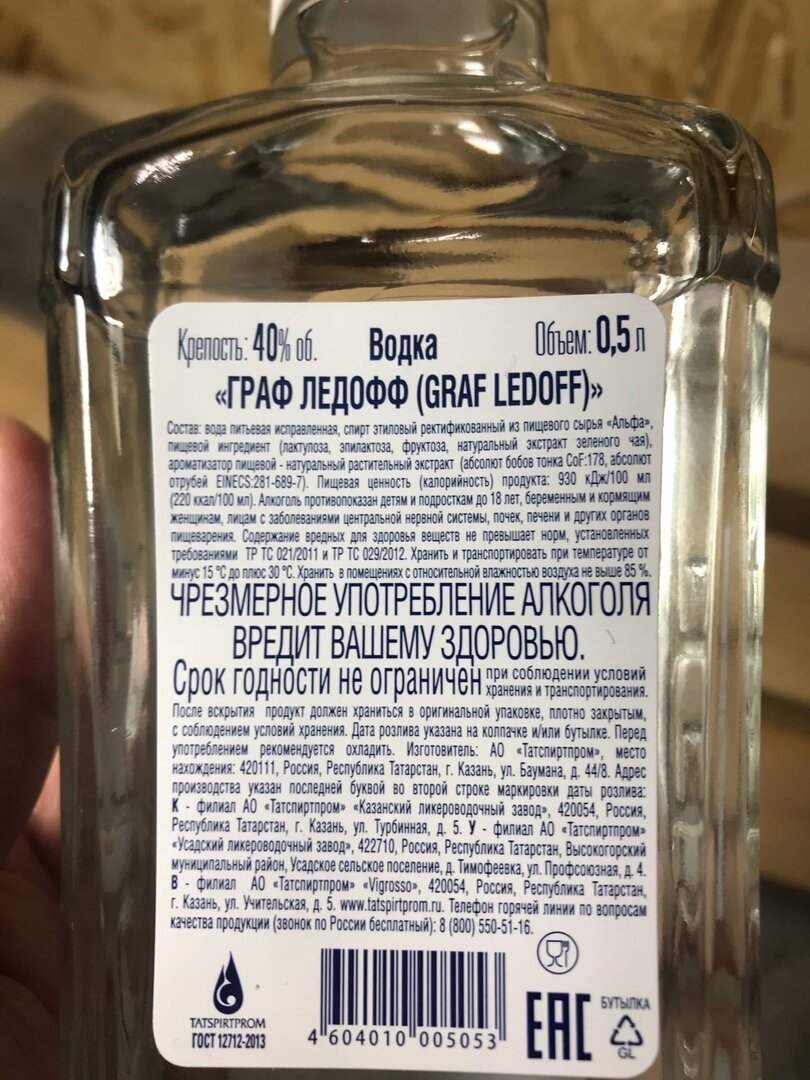 Крепость: 40% об. Водка Объем: 0,5 л
«ГРАФ ЛЕДОФФ (GRAF LEDOFF)»
Состав: вода питьевая исправленная, спирт этиловый ректификованный из пищевого сырья «Альфа»,
пищевой ингредиент (лактулоза, эпилактоза, фруктоза, натуральный экстракт зеленого чая),
ароматизатор пищевой - натуральный растительный экстракт (абсолют бобов тонка CoF:178, абсолют
отрубей EINECS:281-689-7). Пищевая ценность (калорийность) продукта: 930 кДж/100 мл
(220 ккал/100 мл). Алкоголь противопоказан детям и подросткам до 18 лет, беременным и кормящим
женщинам, лицам с заболеваниями центральной нервной системы, почек, печени и других органов
пищеварения. Содержание вредных для здоровья веществ не превышает норм, установленных
требованиями ТР ТС 021/2011 и ТР ТС 029/2012. Хранить и транспортировать при температуре от
минус 15 °С до плюс 30 °С. Хранить в помещениях с относительной влажностью воздуха не выше 85 %.
ЧРЕЗМЕРНОЕ УПОТРЕБЛЕНИЕ АЛКОГОЛЯ
ВРЕДИТ ВАШЕМУ ЗДОРОВЬЮ.
Срок годности не ограничен при соблюдении условий
хранения и транспортирования.
После вскрытия продукт должен храниться в оригинальной упаковке, плотно закрытым,
с соблюдением условий хранения. Дата розлива указана на колпачке и/или бутылке. Перед
употреблением рекомендуется охладить. Изготовитель: АО «Татспиртпром», место
нахождения: 420111, Россия, Республика Татарстан, г. Казань, ул. Баумана, д. 44/8. Адрес
производства указан последней буквой во второй строке маркировки даты розлива:
К - филиал АО «Татспиртпром» «Казанский ликероводочный завод», 420054, Россия,
Республика Татарстан, г. Казань, ул. Турбинная, д. 5. У - филиал АО «Татспиртпром»
«Усадский ликероводочный завод», 422710, Россия, Республика Татарстан, Высокогорский
муниципальный район, Усадское сельское поселение, д. Тимофеевка, ул. Профсоюзная, д. 4.
В - филиал АО «Татспиртпром» «Vigrosso», 420054, Россия, Республика Татарстан,
г. Казань, ул. Учительская, д. 5. www.tatspirtprom.ru. Телефон горячей линии по вопросам
качества продукции (звонок по России бесплатный): 8 (800) 550-51-16.
TATSPIRTPROM
ГОСТ 12712-2013
4 604010 005053
EAC
БУТЫЛКА
GL